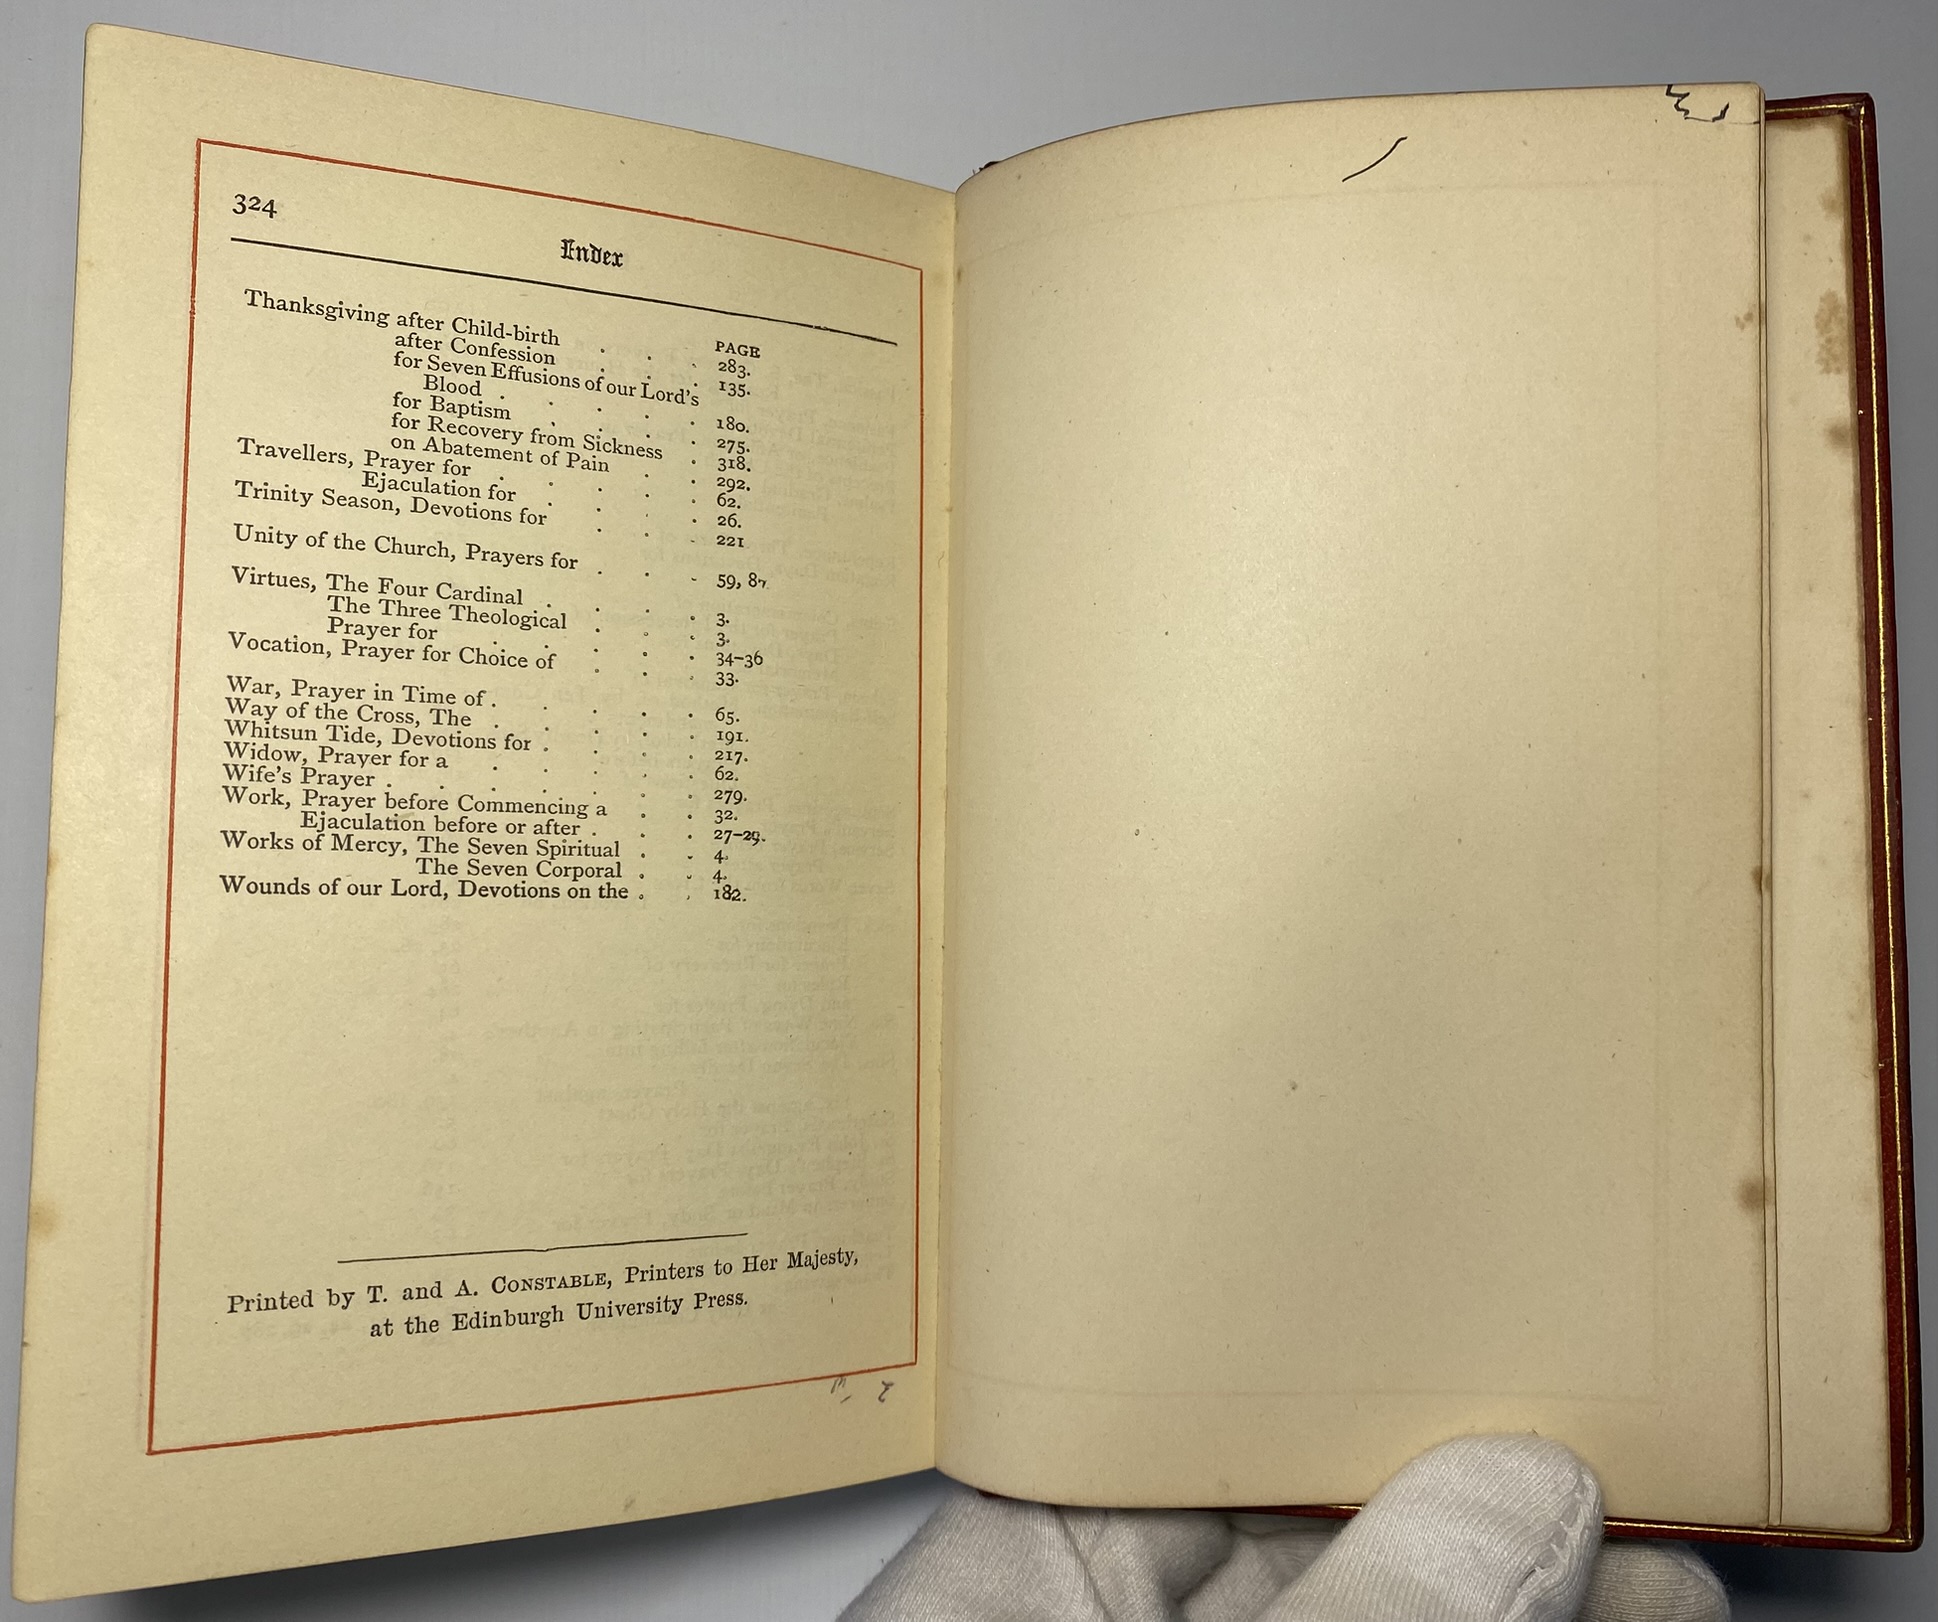 324
Index
PAGE
Thanksgiving after Child-birth . . . 283.
after Confession . . . 135.
for Seven Effusions of our Lord's
Blood . . . . . 180.
for Baptism . . . 275.
for Recovery from Sickness . 318.
on Abatement of Pain . . 292.
Travellers, Prayer for . . . . . 62.
Ejaculation for . . . . 26.
Trinity Season, Devotions for . . . 221
Unity of the Church, Prayers for . . . 59, 87
Virtues, The Four Cardinal . . . . 3.
The Three Theological . . . 3.
Prayer for . . . . . 34-36
Vocation, Prayer for Choice of . . . 33.
War, Prayer in Time of . . . . . 65.
Way of the Cross, The . . . . . 191.
Whitsun Tide, Devotions for . . . . 217.
Widow, Prayer for a . . . . . 62.
Wife's Prayer . . . . . . . 279.
Work, Prayer before Commencing a . . 32.
Ejaculation before or after . . . 27-29.
Works of Mercy, The Seven Spiritual . . 4.
The Seven Corporal . . 4.
Wounds of our Lord, Devotions on the . . 182.
Printed by T. and A. CONSTABLE, Printers to Her Majesty,
at the Edinburgh University Press.